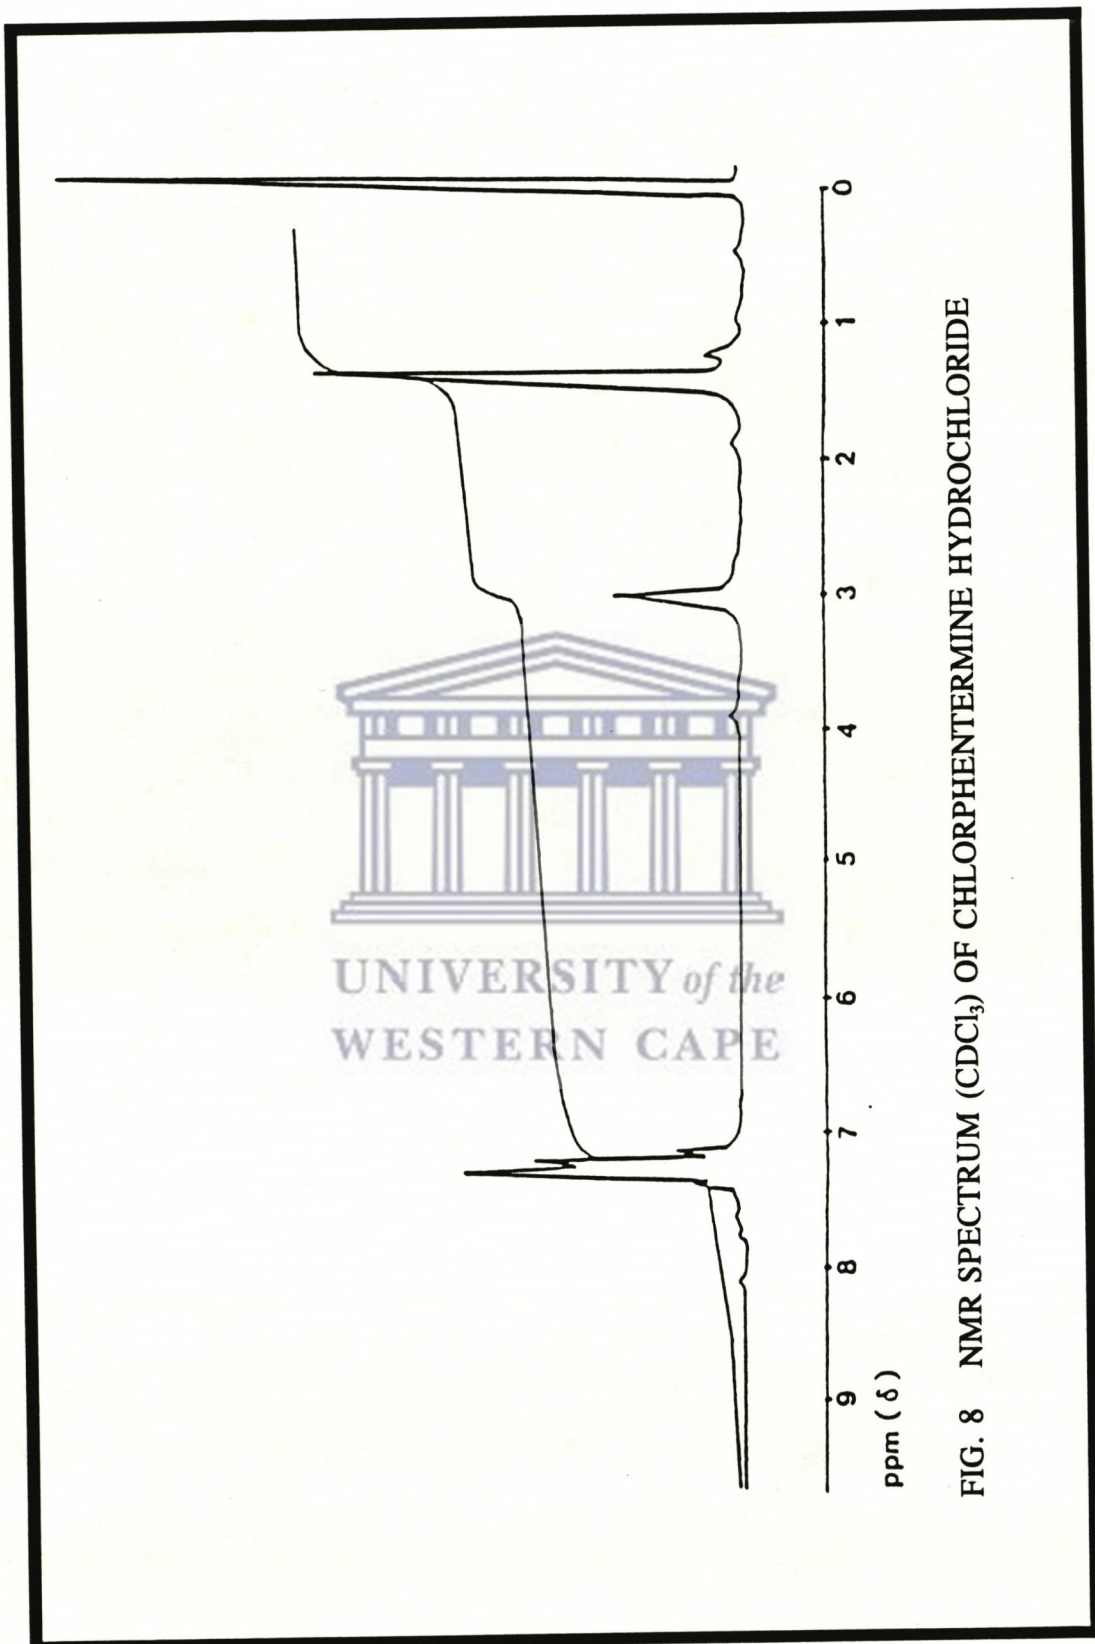 0
1
2
3
4
5
6
7
8
9
ppm (δ)
FIG. 8 NMR SPECTRUM (CDCl₃) OF CHLORPHENTERMINE HYDROCHLORIDE
UNIVERSITY of the
WESTERN CAPE